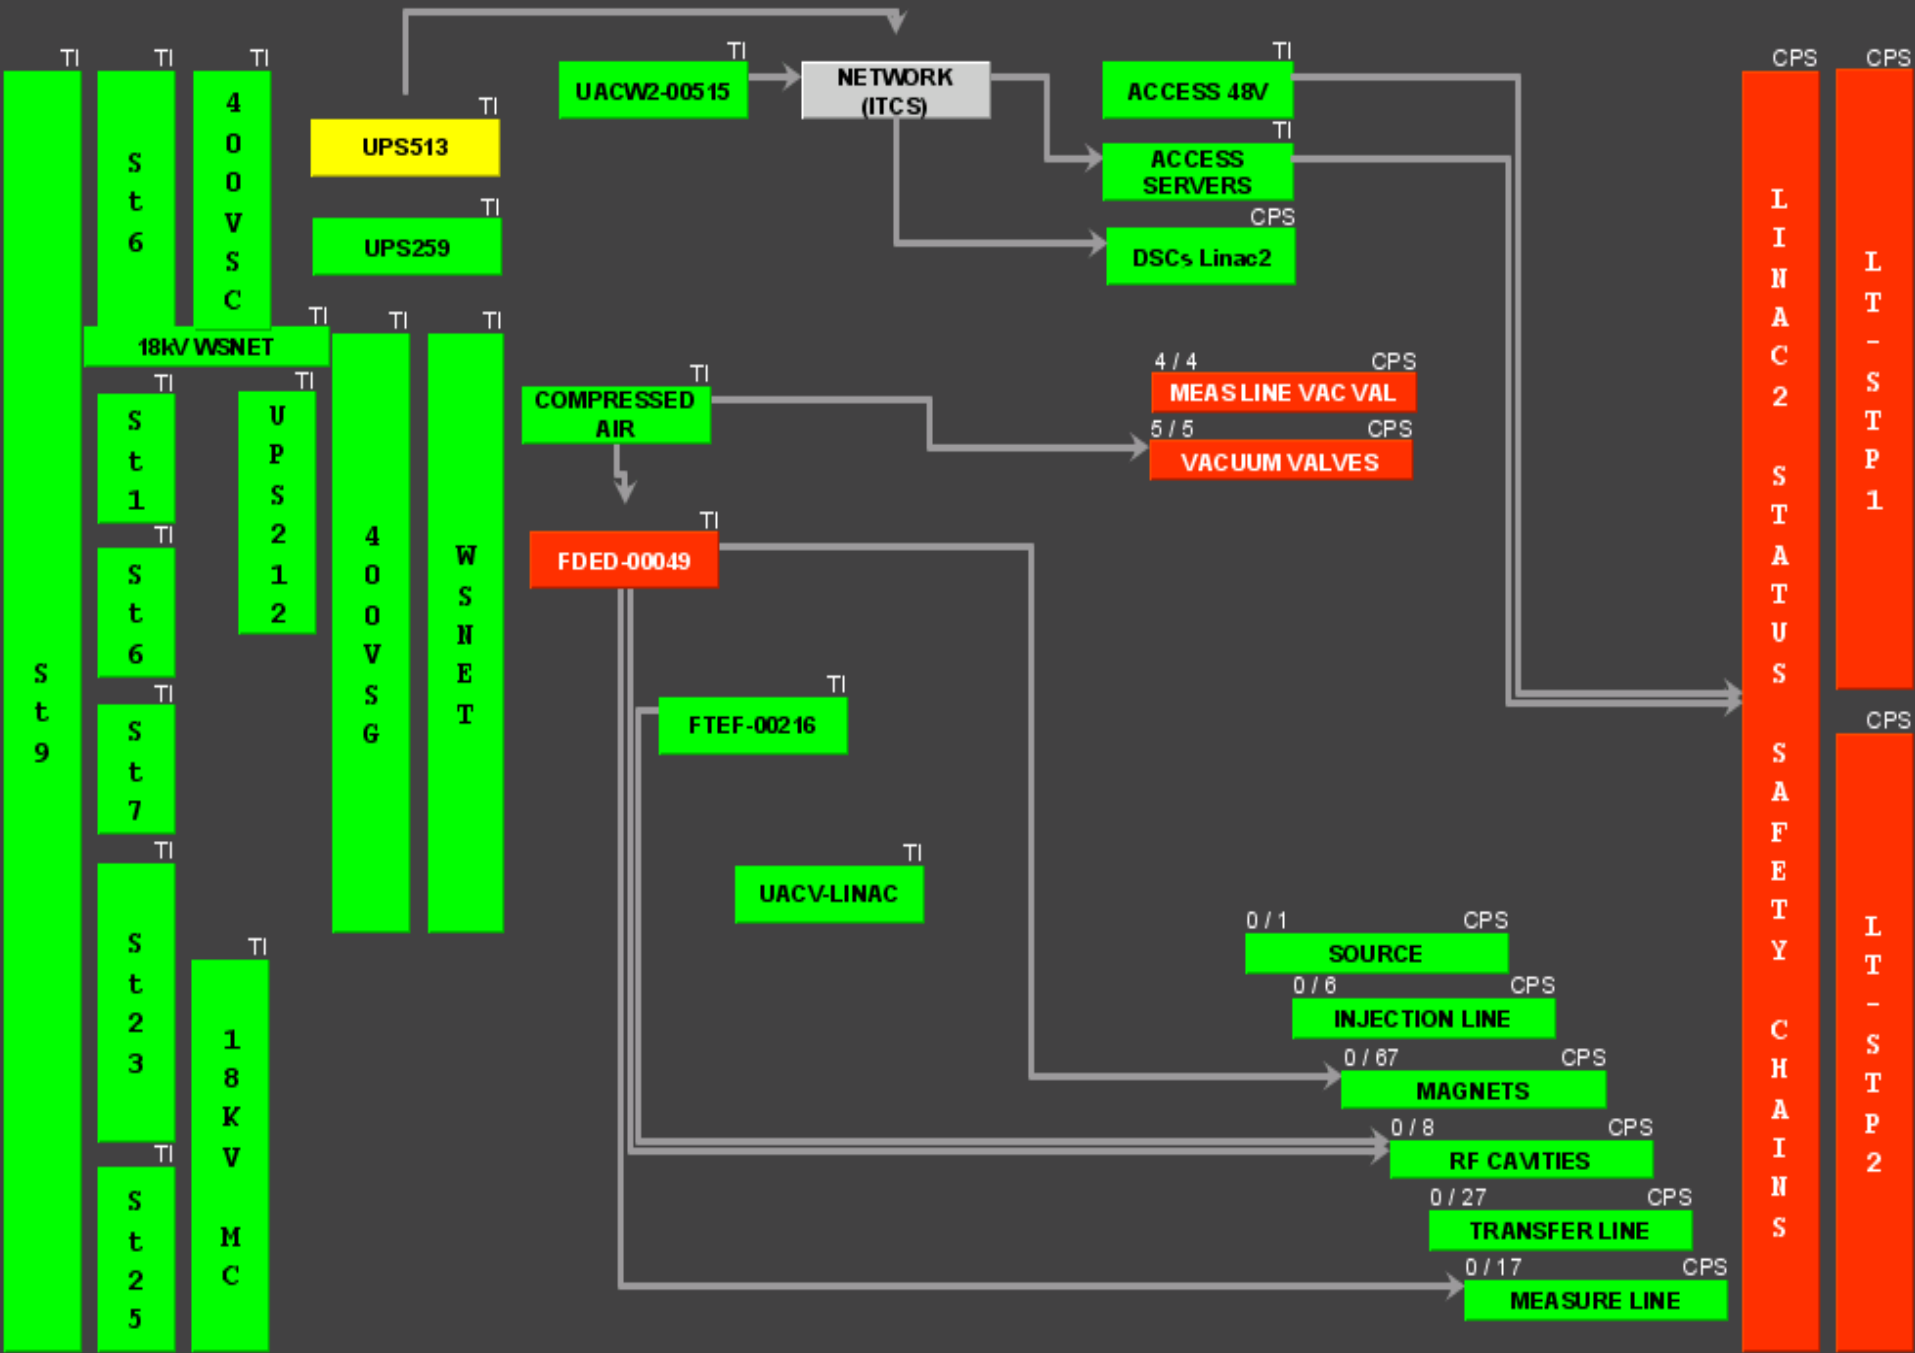 TI
St9
TI
St6
TI
400VSC
TI
UPS513
TI
UPS259
TI
18kV WSNET
TI
St1
TI
UPS212
TI
400VSG
TI
WSNET
TI
St6
TI
St7
TI
St23
TI
18KV MC
TI
St25
TI
UACW2-00515
NETWORK
(ITCS)
TI
ACCESS 48V
TI
ACCESS
SERVERS
CPS
DSCs Linac2
TI
COMPRESSED
AIR
4 / 4 CPS
MEAS LINE VAC VAL
5 / 5 CPS
VACUUM VALVES
TI
FDED-00049
TI
FTEF-00216
TI
UACV-LINAC
0 / 1 CPS
SOURCE
0 / 6 CPS
INJECTION LINE
0 / 67 CPS
MAGNETS
0 / 8 CPS
RF CAVITIES
0 / 27 CPS
TRANSFER LINE
0 / 17 CPS
MEASURE LINE
CPS
LINAC2 STATUS SAFETY CHAINS
CPS
LT-STP1
CPS
LT-STP2